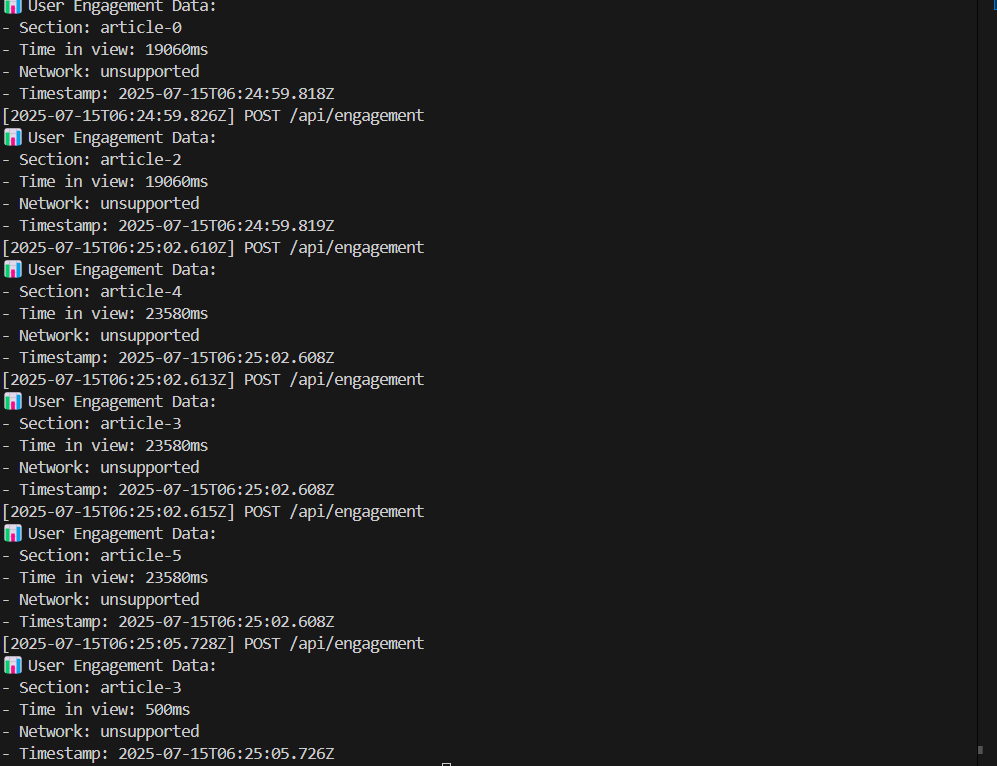 User Engagement Data:
- Section: article-0
- Time in view: 19060ms
- Network: unsupported
- Timestamp: 2025-07-15T06:24:59.818Z
[2025-07-15T06:24:59.826Z] POST /api/engagement
📊 User Engagement Data:
- Section: article-2
- Time in view: 19060ms
- Network: unsupported
- Timestamp: 2025-07-15T06:24:59.819Z
[2025-07-15T06:25:02.610Z] POST /api/engagement
📊 User Engagement Data:
- Section: article-4
- Time in view: 23580ms
- Network: unsupported
- Timestamp: 2025-07-15T06:25:02.608Z
[2025-07-15T06:25:02.613Z] POST /api/engagement
📊 User Engagement Data:
- Section: article-3
- Time in view: 23580ms
- Network: unsupported
- Timestamp: 2025-07-15T06:25:02.608Z
[2025-07-15T06:25:02.615Z] POST /api/engagement
📊 User Engagement Data:
- Section: article-5
- Time in view: 23580ms
- Network: unsupported
- Timestamp: 2025-07-15T06:25:02.608Z
[2025-07-15T06:25:05.728Z] POST /api/engagement
📊 User Engagement Data:
- Section: article-3
- Time in view: 500ms
- Network: unsupported
- Timestamp: 2025-07-15T06:25:05.726Z